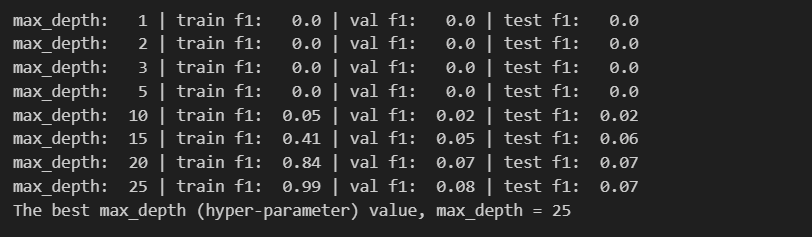 max_depth:   1 | train f1:   0.0 | val f1:   0.0 | test f1:   0.0
max_depth:   2 | train f1:   0.0 | val f1:   0.0 | test f1:   0.0
max_depth:   3 | train f1:   0.0 | val f1:   0.0 | test f1:   0.0
max_depth:   5 | train f1:   0.0 | val f1:   0.0 | test f1:   0.0
max_depth:  10 | train f1:  0.05 | val f1:  0.02 | test f1:  0.02
max_depth:  15 | train f1:  0.41 | val f1:  0.05 | test f1:  0.06
max_depth:  20 | train f1:  0.84 | val f1:  0.07 | test f1:  0.07
max_depth:  25 | train f1:  0.99 | val f1:  0.08 | test f1:  0.07
The best max_depth (hyper-parameter) value, max_depth = 25